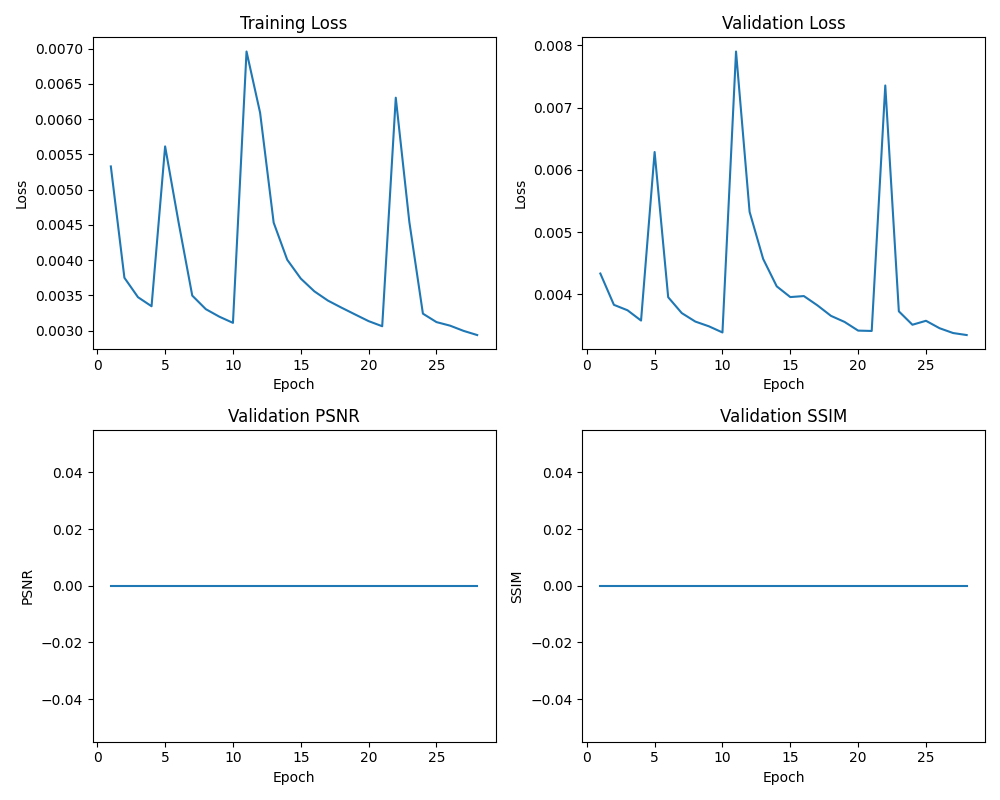 Training Loss
Loss
0.0070
0.0065
0.0060
0.0055
0.0050
0.0045
0.0040
0.0035
0.0030
0 5 10 15 20 25
Epoch
Validation Loss
Loss
0.008
0.007
0.006
0.005
0.004
0 5 10 15 20 25
Epoch
Validation PSNR
PSNR
0.04
0.02
0.00
−0.02
−0.04
0 5 10 15 20 25
Epoch
Validation SSIM
SSIM
0.04
0.02
0.00
−0.02
−0.04
0 5 10 15 20 25
Epoch